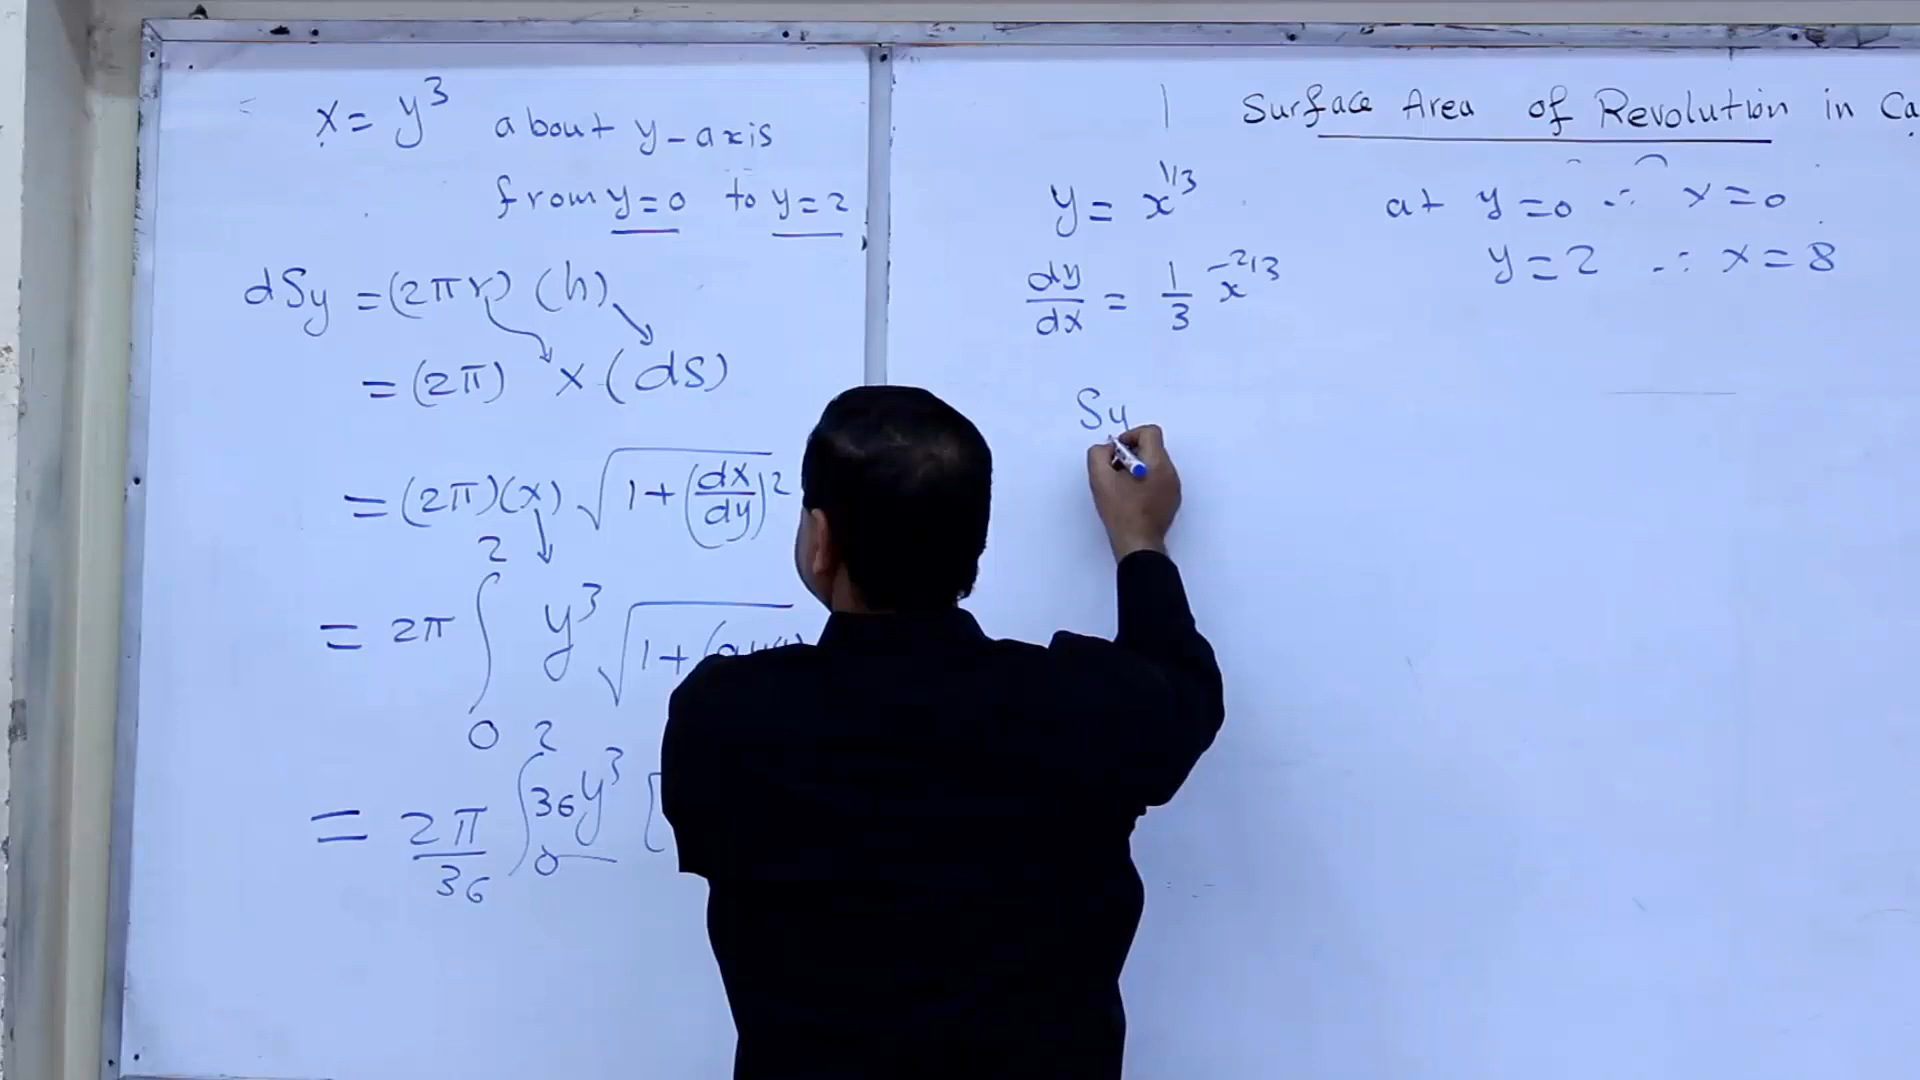 x = y³ about y-axis
from y=0 to y=2
dSy = (2πr) (h)
= (2π) x (ds)
= (2π)(x) √1+(dx/dy)²
= 2π ∫₀² y³ √1+(
= 2π/36 ∫₀² 36y³ [
Surface Area of Revolution in Ca
y = x^1/3
at y=0 ∴ x=0
y=2 ∴ x=8
dy/dx = 1/3 x^-2/3
Sy